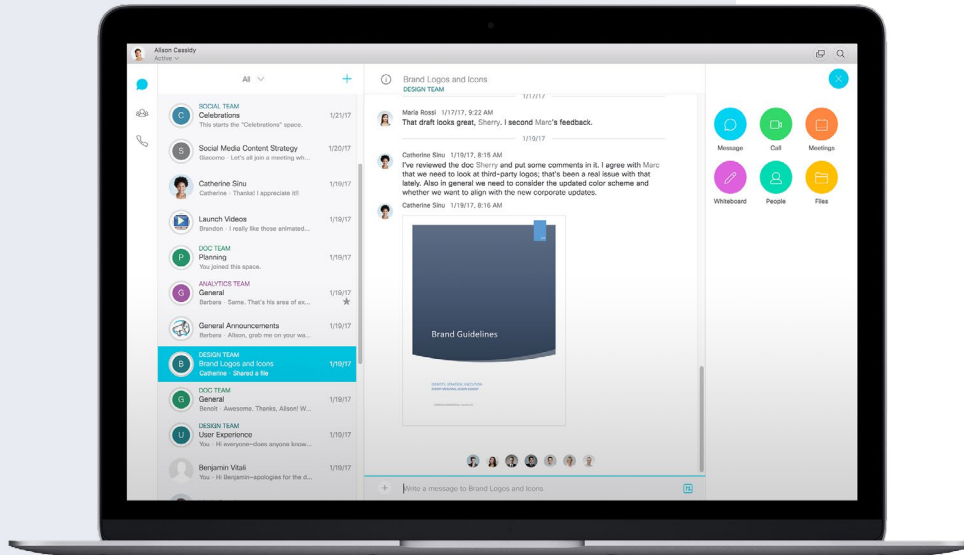 Alison Cassidy
Active
All
+
SOCIAL TEAM
Celebrations
1/21/17
This starts the "Celebrations" space.
Social Media Content Strategy
1/20/17
Giacomo · Let's all join a meeting wh...
Catherine Sinu
1/19/17
Catherine · Thanks! I appreciate it!!
Launch Videos
1/19/17
Brandon · I really like those animated...
DOC TEAM
Planning
1/19/17
You joined this space.
ANALYTICS TEAM
General
1/19/17
Barbara · Same. That's his area of ex...
General Announcements
1/19/17
Barbara · Alison, grab me on your wa...
DESIGN TEAM
Brand Logos and Icons
1/19/17
Catherine · Shared a file
DOC TEAM
General
1/19/17
Benoit · Awesome. Thanks, Alison! W...
DESIGN TEAM
User Experience
1/19/17
You · Hi everyone–does anyone know...
Benjamin Vitali
1/19/17
You · Hi Benjamin–apologies for the d...
C
S
P
G
B
G
U
Brand Logos and Icons
DESIGN TEAM
1/17/17
Maria Rossi 1/17/17, 9:22 AM
That draft looks great, Sherry. I second Marc's feedback.
1/19/17
Catherine Sinu 1/19/17, 8:15 AM
I've reviewed the doc Sherry and put some comments in it. I agree with Marc
that we need to look at third-party logos; that's been a real issue with that
lately. Also in general we need to consider the updated color scheme and
whether we want to align with the new corporate updates.
Catherine Sinu 1/19/17, 8:16 AM
Brand Guidelines
Write a message to Brand Logos and Icons
Message
Call
Meetings
Whiteboard
People
Files